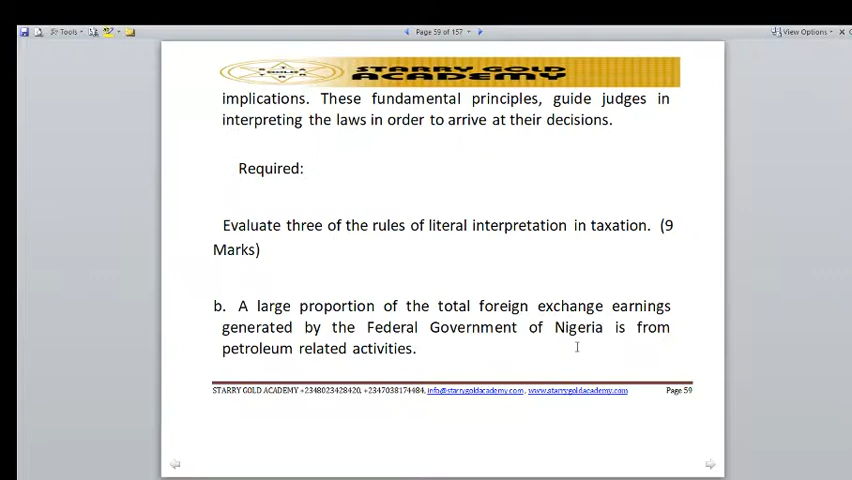 Tools
Page 59 of 157
View Options
STARRY GOLD
ACADEMY
implications. These fundamental principles, guide judges in
interpreting the laws in order to arrive at their decisions.
Required:
Evaluate three of the rules of literal interpretation in taxation. (9
Marks)
b. A large proportion of the total foreign exchange earnings
generated by the Federal Government of Nigeria is from
petroleum related activities.
STARRY GOLD ACADEMY +2348023428420, +2347038174484, info@starrygoldacademy.com, www.starrygoldacademy.com Page 59